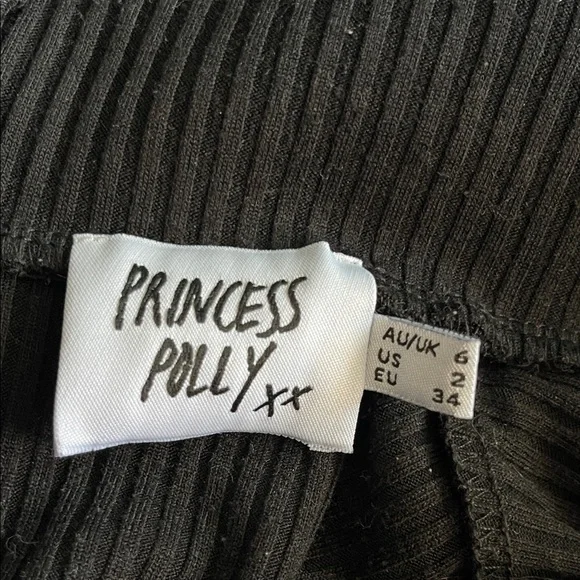 PRINCESS
POLLY xx
AU/UK 6
US 2
EU 34